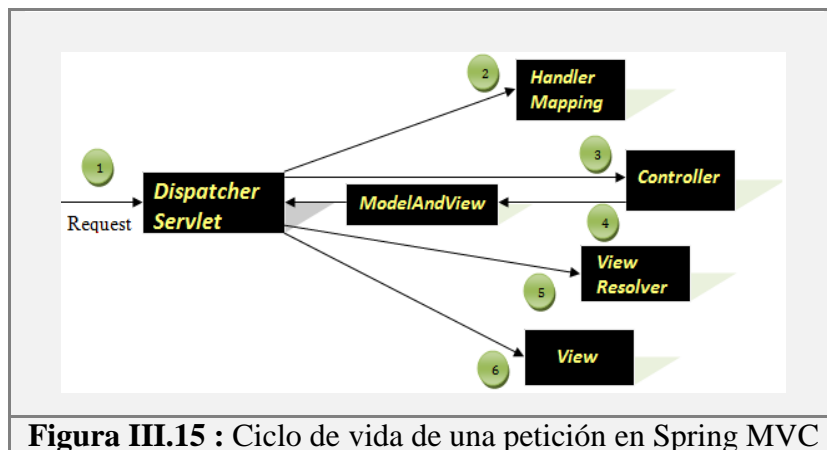 2
Handler
Mapping
1
3
Dispatcher
Servlet
Controller
ModelAndView
Request
4
View
Resolver
5
View
6
Figura III.15 : Ciclo de vida de una petición en Spring MVC